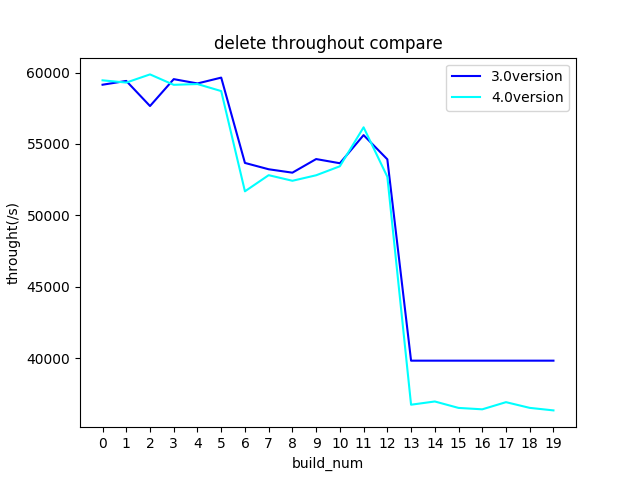 delete throughout compare
3.0version
4.0version
60000
55000
50000
45000
40000
throught(/s)
0 1 2 3 4 5 6 7 8 9 10 11 12 13 14 15 16 17 18 19
build_num